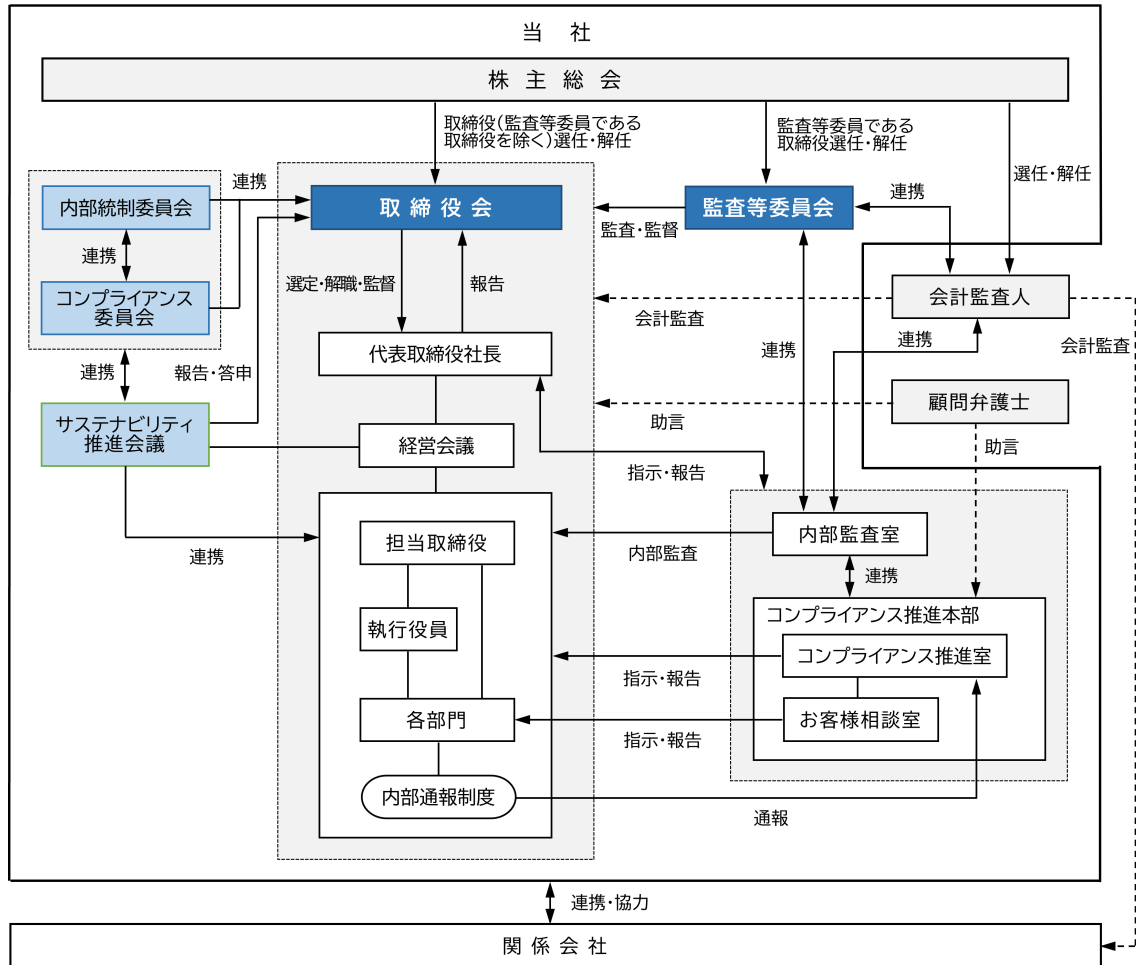 当社
株主総会
取締役(監査等委員である
取締役を除く)選任・解任
監査等委員である
取締役選任・解任
選任・解任
連携
内部統制委員会
取締役会
監査等委員会
連携
監査・監督
連携
コンプライアンス
委員会
選定・解職・監督
報告
会計監査人
会計監査
連携
会計監査
代表取締役社長
連携
連携
報告・答申
顧問弁護士
サステナビリティ
推進会議
助言
経営会議
助言
指示・報告
担当取締役
内部監査室
連携
内部監査
連携
コンプライアンス推進本部
執行役員
コンプライアンス推進室
指示・報告
各部門
お客様相談室
指示・報告
内部通報制度
通報
連携・協力
関係会社